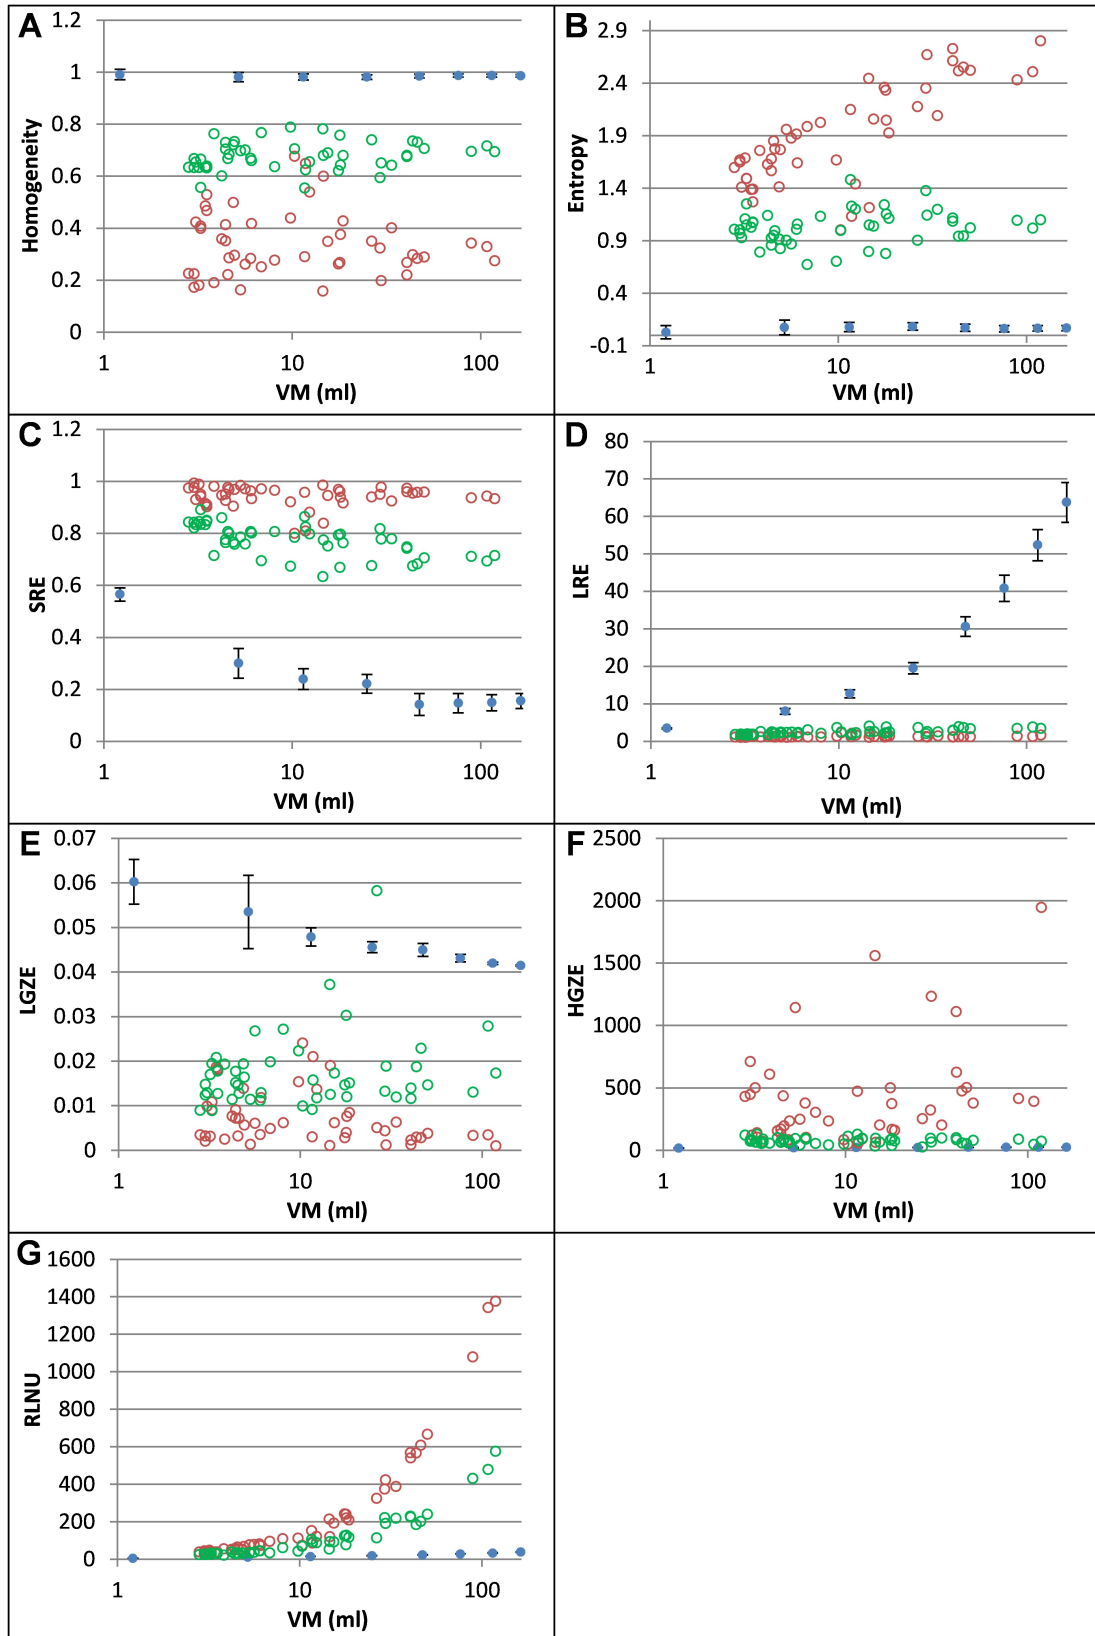 A
1.2
1
0.8
0.6
0.4
0.2
0
Homogeneity
1 10 100
VM (ml)
B
2.9
2.4
1.9
1.4
0.9
0.4
-0.1
Entropy
1 10 100
VM (ml)
C
1.2
1
0.8
0.6
0.4
0.2
0
SRE
1 10 100
VM (ml)
D
80
70
60
50
40
30
20
10
0
LRE
1 10 100
VM (ml)
E
0.07
0.06
0.05
0.04
0.03
0.02
0.01
0
LGZE
1 10 100
VM (ml)
F
2500
2000
1500
1000
500
0
HGZE
1 10 100
VM (ml)
G
1600
1400
1200
1000
800
600
400
200
0
RLNU
1 10 100
VM (ml)